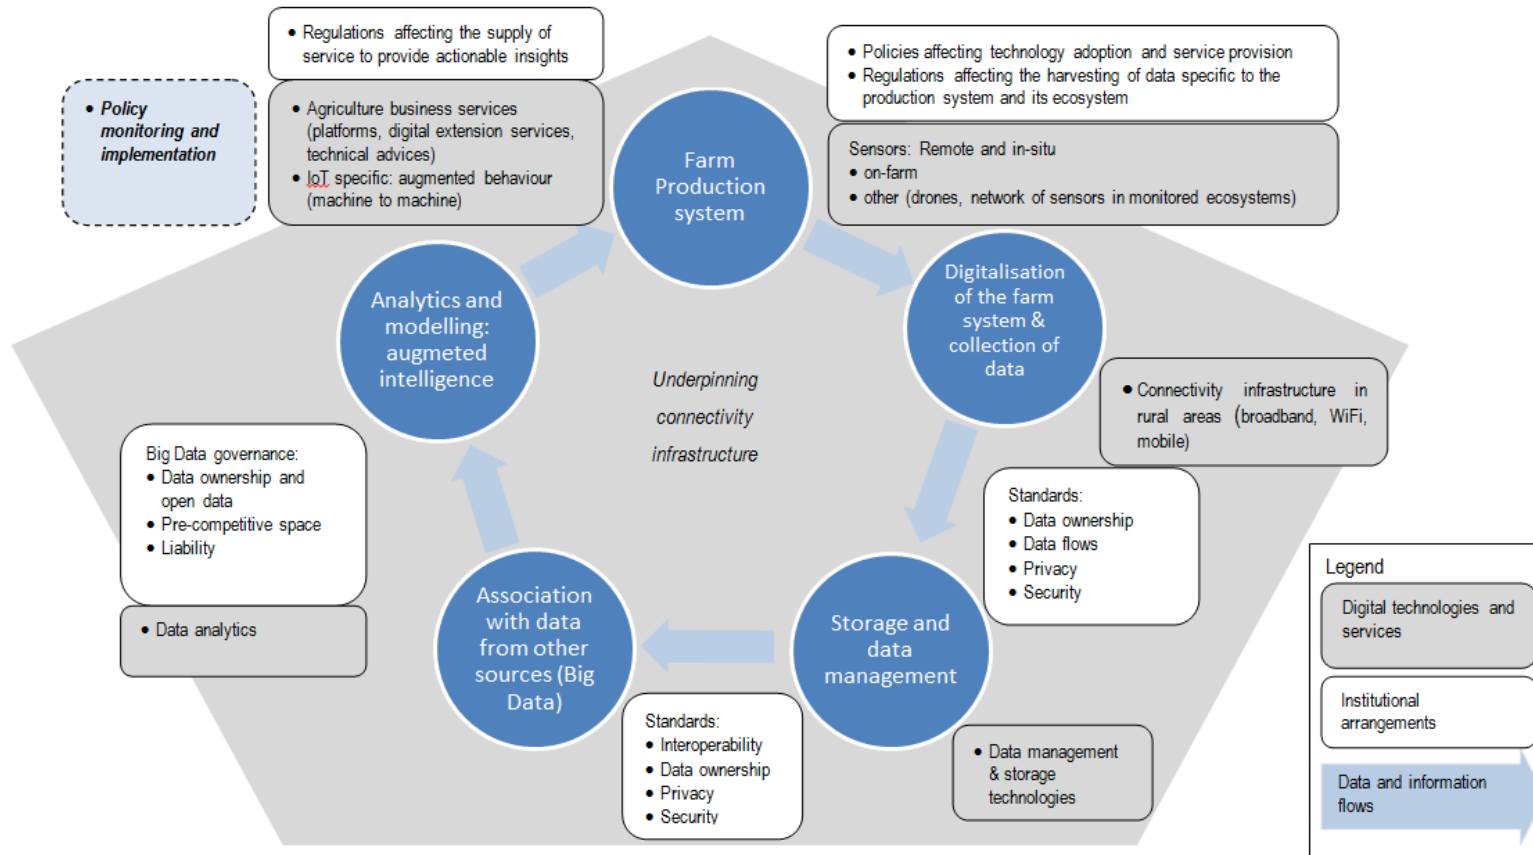 • Regulations affecting the supply of
service to provide actionable insights
• Policies affecting technology adoption and service provision
• Regulations affecting the harvesting of data specific to the
production system and its ecosystem
• Policy
monitoring and
implementation
• Agriculture business services
(platforms, digital extension services,
technical advices)
• IoT specific: augmented behaviour
(machine to machine)
Farm
Production
system
Sensors: Remote and in-situ
• on-farm
• other (drones, network of sensors in monitored ecosystems)
Analytics and
modelling:
augmeted
intelligence
Digitalisation
of the farm
system &
collection of
data
Underpinning
connectivity
infrastructure
• Connectivity infrastructure in
rural areas (broadband, WiFi,
mobile)
Big Data governance:
• Data ownership and
open data
• Pre-competitive space
• Liability
Standards:
• Data ownership
• Data flows
• Privacy
• Security
• Data analytics
Association
with data
from other
sources (Big
Data)
Storage and
data
management
Standards:
• Interoperability
• Data ownership
• Privacy
• Security
• Data management
& storage
technologies
Legend
Digital technologies and
services
Institutional
arrangements
Data and information
flows